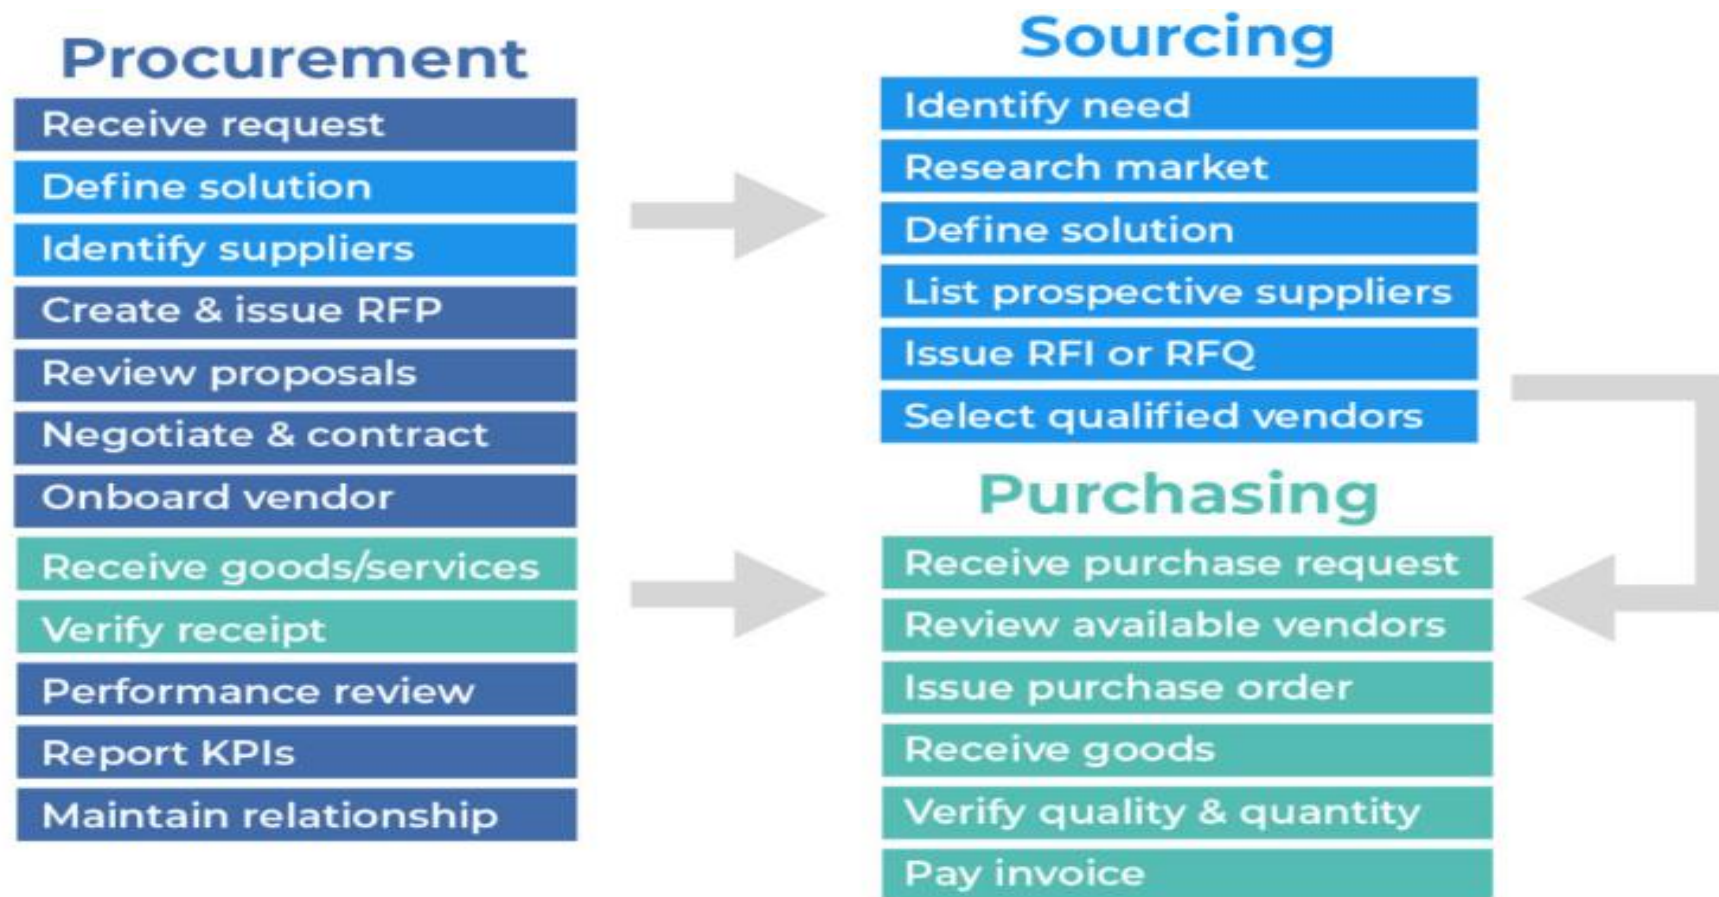 Procurement
Receive request
Define solution
Identify suppliers
Create & issue RFP
Review proposals
Negotiate & contract
Onboard vendor
Receive goods/services
Verify receipt
Performance review
Report KPIs
Maintain relationship
Sourcing
Identify need
Research market
Define solution
List prospective suppliers
Issue RFI or RFQ
Select qualified vendors
Purchasing
Receive purchase request
Review available vendors
Issue purchase order
Receive goods
Verify quality & quantity
Pay invoice